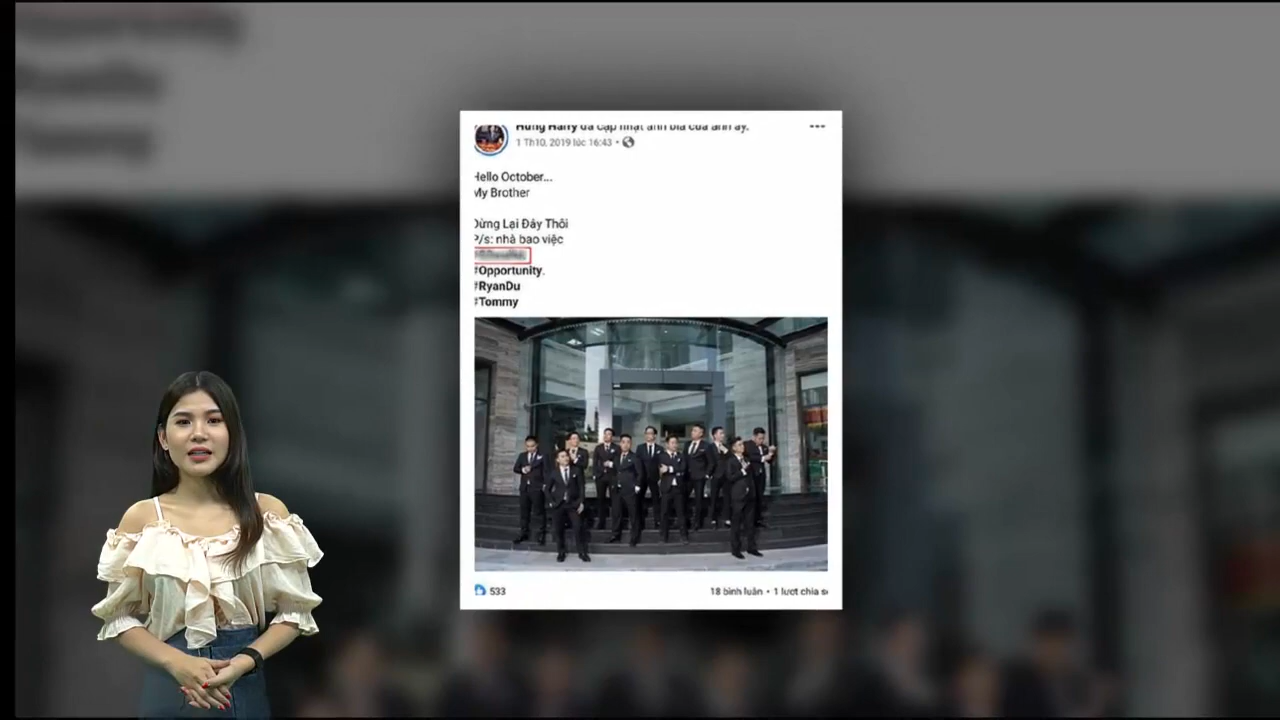 Hưng Harry đã cập nhật ảnh bìa của anh ấy.
1 Th10, 2019 lúc 16:43
Hello October...
My Brother
Dừng Lại Đây Thôi
P/s: nhà bao việc
#Opportunity.
#RyanDu
#Tommy
533
18 bình luận • 1 lượt chia sẻ